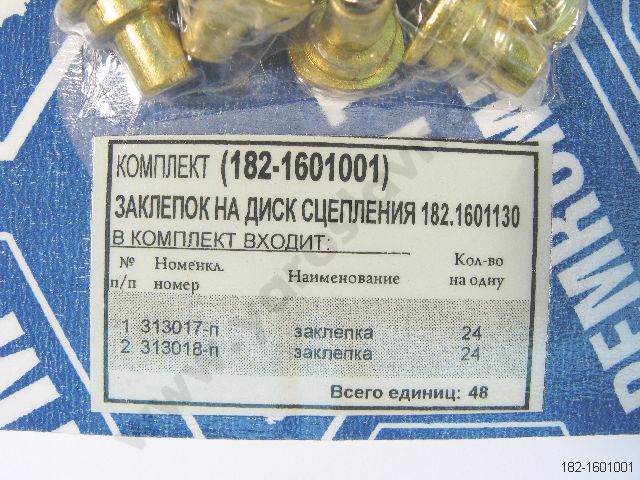 КОМПЛЕКТ (182-1601001)
ЗАКЛЕПОК НА ДИСК СЦЕПЛЕНИЯ 182.1601130
В КОМПЛЕКТ ВХОДИТ:
№ п/п Номенкл. номер Наименование Кол-во на одну
1 313017-п заклепка 24
2 313018-п заклепка 24
Всего единиц: 48
182-1601001